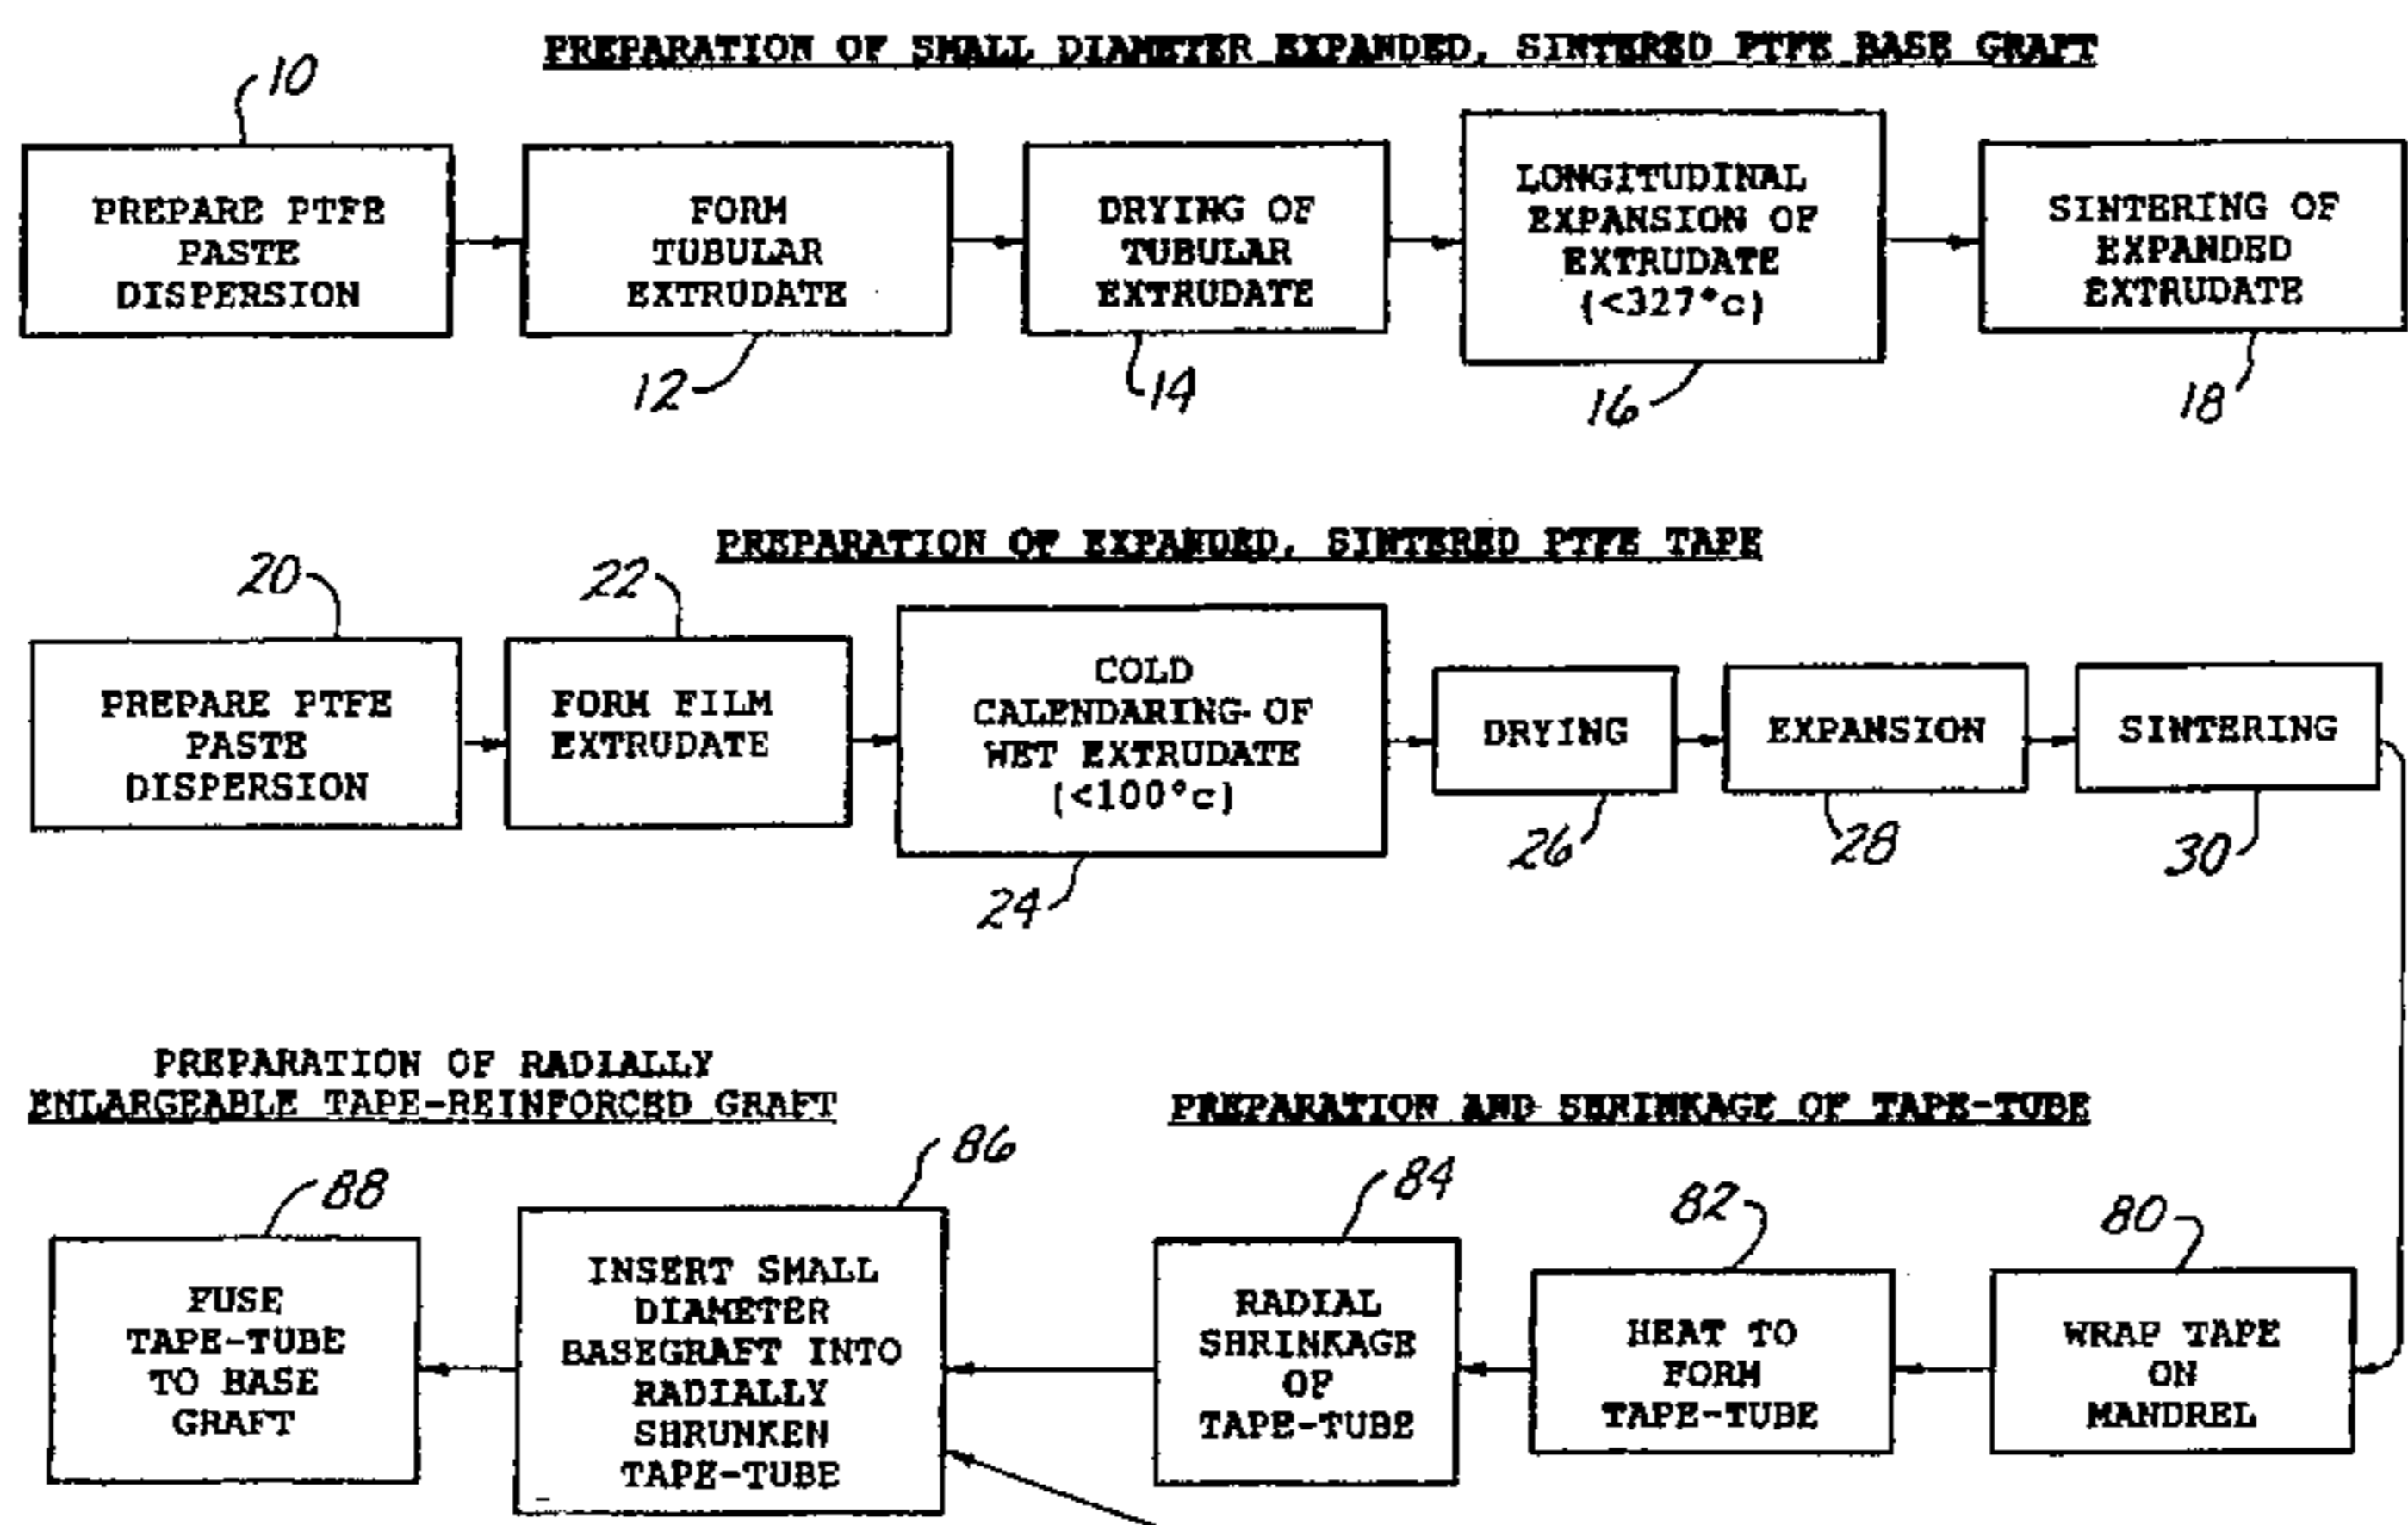 PREPARATION OF SMALL DIAMETER EXPANDED, SINTERED PTFE BASE GRAFT
10
PREPARE PTFE
PASTE
DISPERSION
FORM
TUBULAR
EXTRUDATE
12
DRYING OF
TUBULAR
EXTRUDATE
14
LONGITUDINAL
EXPANSION OF
EXTRUDATE
(<327°c)
16
SINTERING OF
EXPANDED
EXTRUDATE
18
PREPARATION OF EXPANDED, SINTERED PTFE TAPE
20
PREPARE PTFE
PASTE
DISPERSION
22
FORM FILM
EXTRUDATE
COLD
CALENDARING OF
WET EXTRUDATE
(<100°c)
24
DRYING
26
EXPANSION
28
SINTERING
30
PREPARATION OF RADIALLY
ENLARGEABLE TAPE-REINFORCED GRAFT
PREPARATION AND SHRINKAGE OF TAPE-TUBE
88
FUSE
TAPE-TUBE
TO BASE
GRAFT
86
INSERT SMALL
DIAMETER
BASEGRAFT INTO
RADIALLY
SHRUNKEN
TAPE-TUBE
84
RADIAL
SHRINKAGE
OF
TAPE-TUBE
82
HEAT TO
FORM
TAPE-TUBE
80
WRAP TAPE
ON
MANDREL